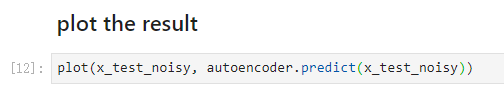 plot the result
[12]: plot(x_test_noisy, autoencoder.predict(x_test_noisy))